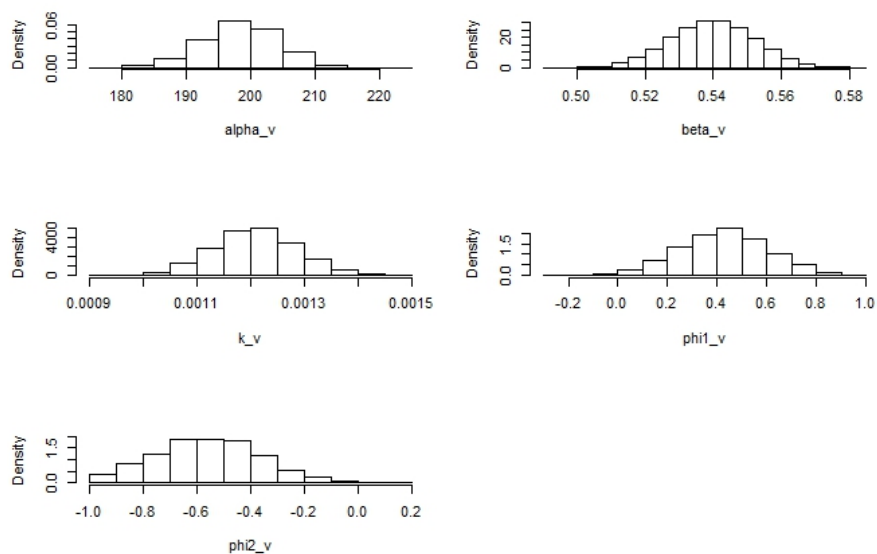 Density
0.00 0.06
180 190 200 210 220
alpha_v
Density
0 20
0.50 0.52 0.54 0.56 0.58
beta_v
Density
0 4000
0.0009 0.0011 0.0013 0.0015
k_v
Density
0.0 1.5
-0.2 0.0 0.2 0.4 0.6 0.8 1.0
phi1_v
Density
0.0 1.5
-1.0 -0.8 -0.6 -0.4 -0.2 0.0 0.2
phi2_v